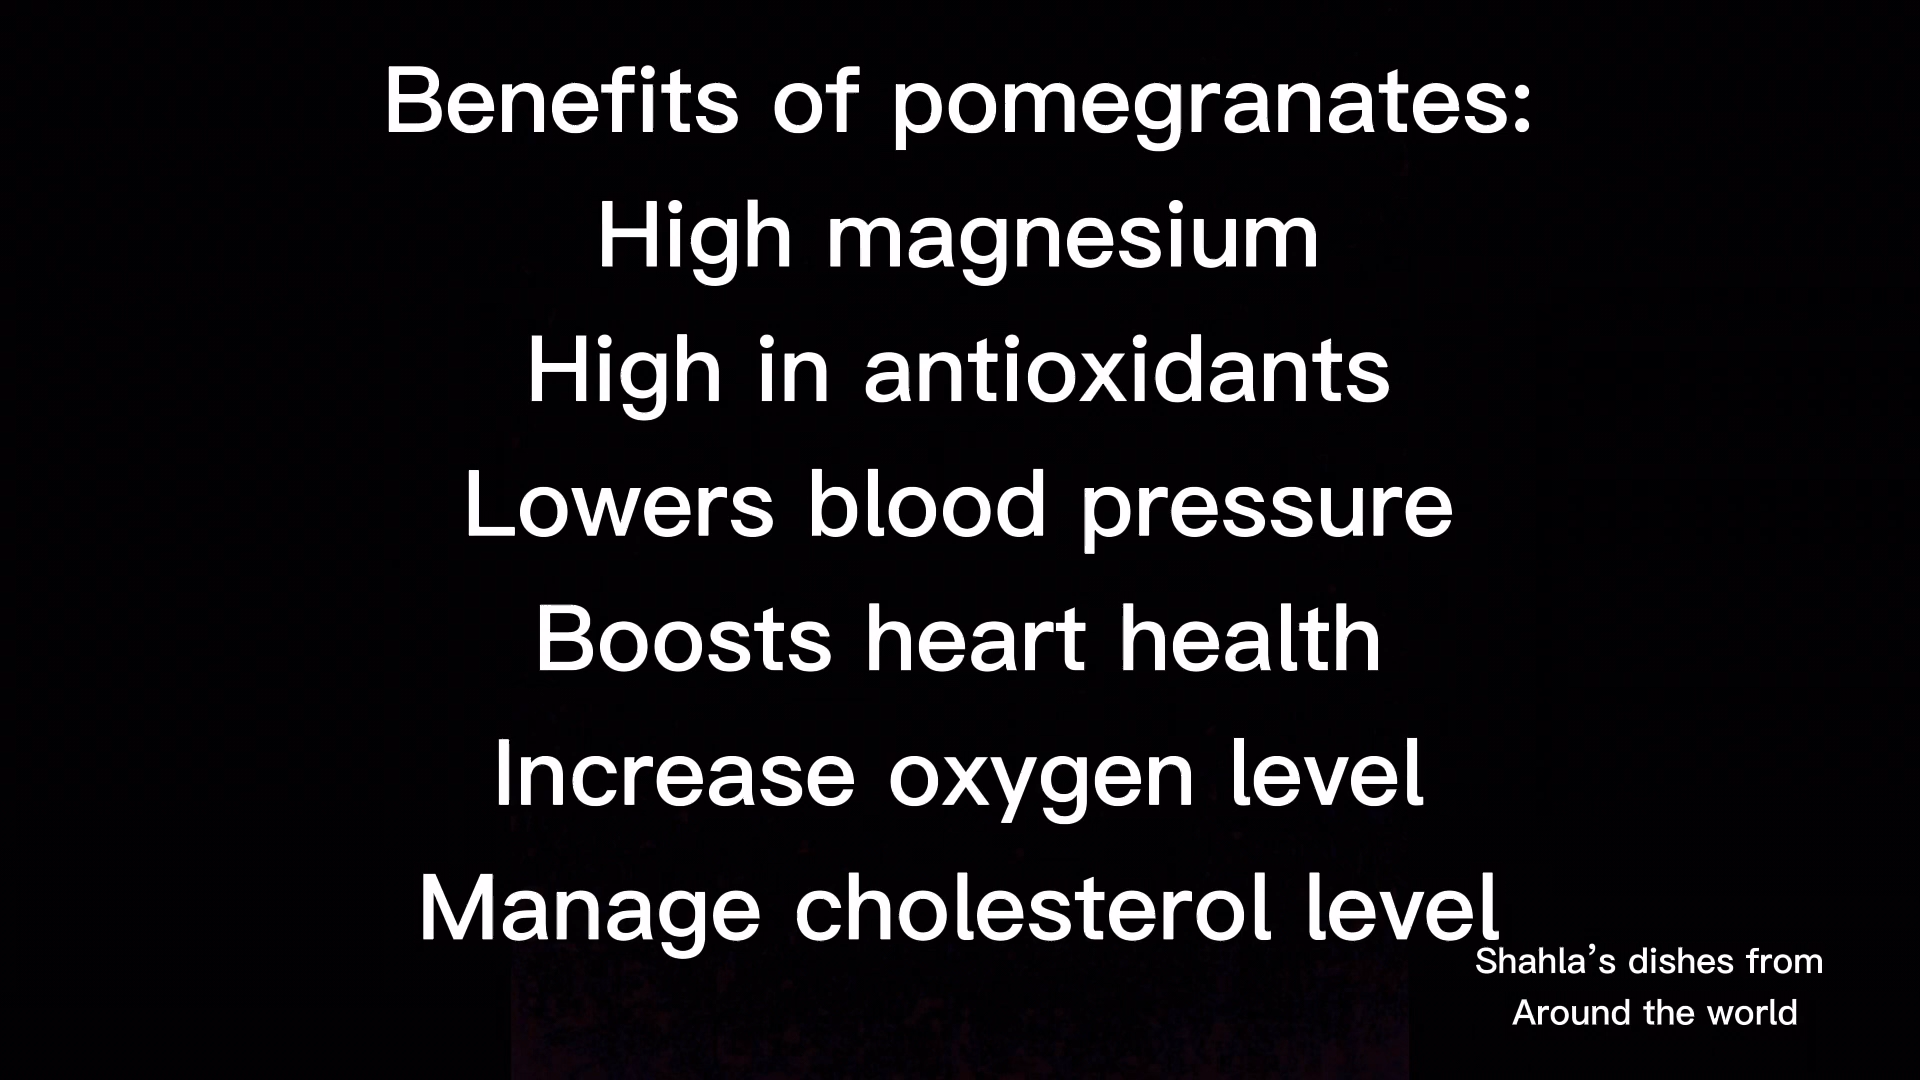 Benefits of pomegranates:
High magnesium
High in antioxidants
Lowers blood pressure
Boosts heart health
Increase oxygen level
Manage cholesterol level
Shahla’s dishes from
Around the world